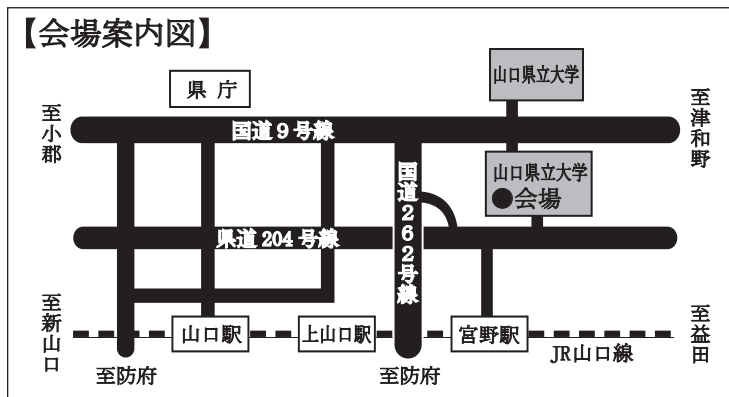 【会場案内図】
県庁
山口県立大学
至小郡
至津和野
国道9号線
山口県立大学
●会場
国道262号線
県道204号線
至新山口
山口駅
上山口駅
宮野駅
至益田
JR山口線
至防府
至防府